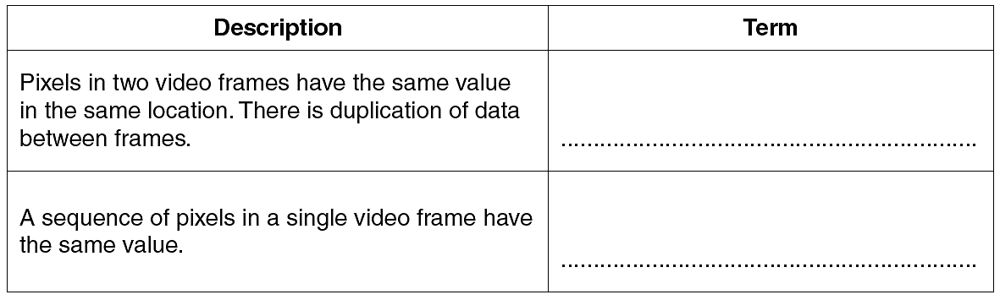 Description
Term
Pixels in two video frames have the same value
in the same location. There is duplication of data
between frames.
................................................................
A sequence of pixels in a single video frame have
the same value.
................................................................